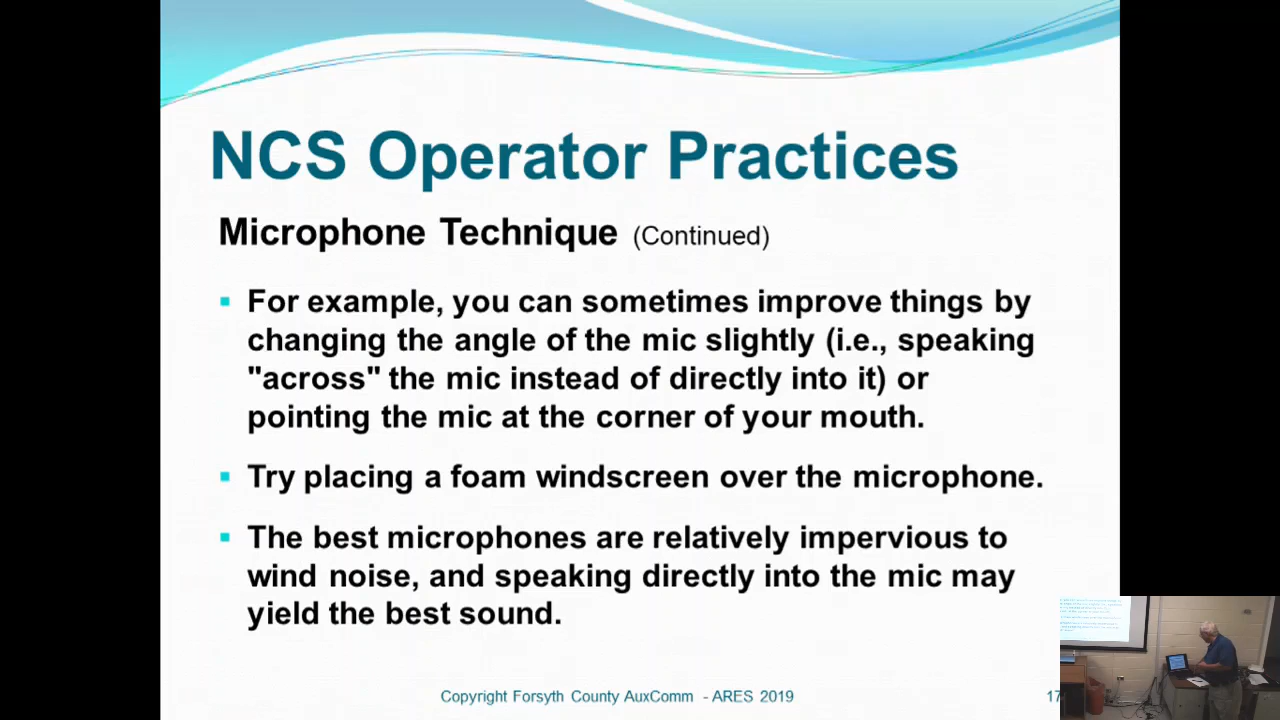 NCS Operator Practices
Microphone Technique (Continued)
For example, you can sometimes improve things by
changing the angle of the mic slightly (i.e., speaking
"across" the mic instead of directly into it) or
pointing the mic at the corner of your mouth.
Try placing a foam windscreen over the microphone.
The best microphones are relatively impervious to
wind noise, and speaking directly into the mic may
yield the best sound.
Copyright Forsyth County AuxComm - ARES 2019
17